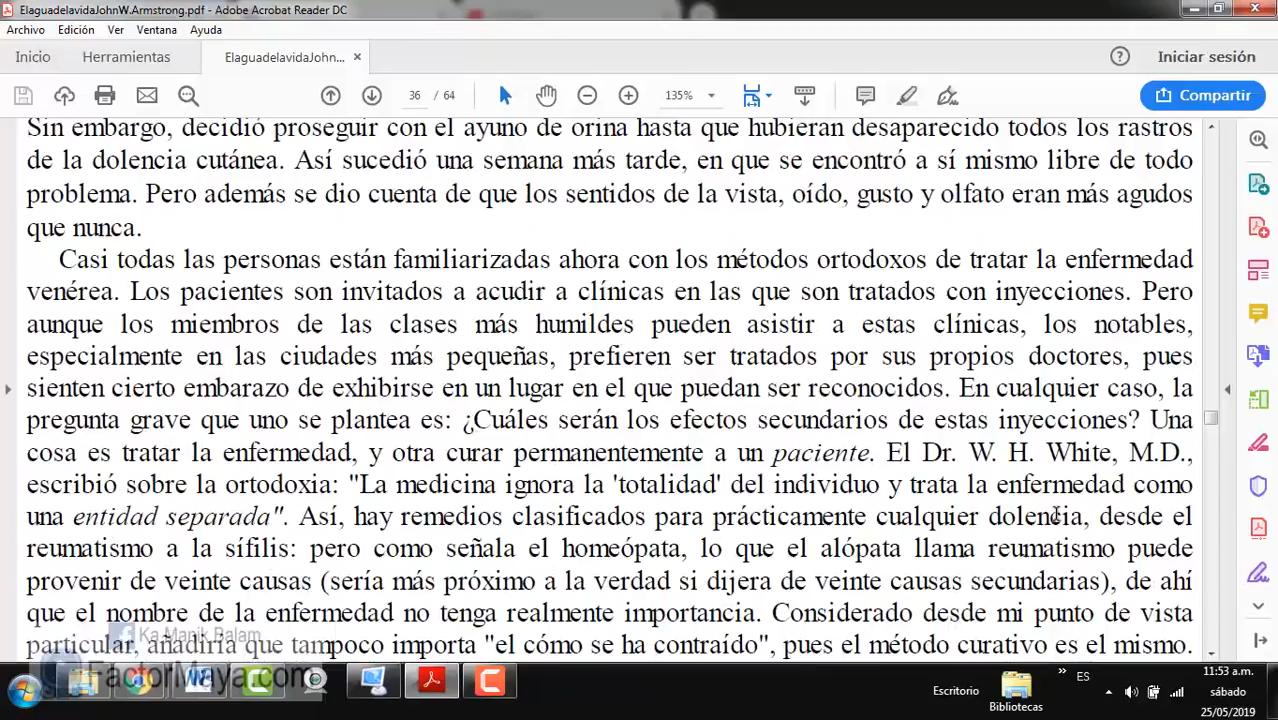 ElaguadelavidaJohnW.Armstrong.pdf - Adobe Acrobat Reader DC
Archivo Edición Ver Ventana Ayuda
Inicio Herramientas ElaguadelavidaJohn... × Iniciar sesión
36 / 64 135% Compartir
Sin embargo, decidió proseguir con el ayuno de orina hasta que hubieran desaparecido todos los rastros
de la dolencia cutánea. Así sucedió una semana más tarde, en que se encontró a sí mismo libre de todo
problema. Pero además se dio cuenta de que los sentidos de la vista, oído, gusto y olfato eran más agudos
que nunca.
Casi todas las personas están familiarizadas ahora con los métodos ortodoxos de tratar la enfermedad
venérea. Los pacientes son invitados a acudir a clínicas en las que son tratados con inyecciones. Pero
aunque los miembros de las clases más humildes pueden asistir a estas clínicas, los notables,
especialmente en las ciudades más pequeñas, prefieren ser tratados por sus propios doctores, pues
sienten cierto embarazo de exhibirse en un lugar en el que puedan ser reconocidos. En cualquier caso, la
pregunta grave que uno se plantea es: ¿Cuáles serán los efectos secundarios de estas inyecciones? Una
cosa es tratar la enfermedad, y otra curar permanentemente a un paciente. El Dr. W. H. White, M.D.,
escribió sobre la ortodoxia: "La medicina ignora la 'totalidad' del individuo y trata la enfermedad como
una entidad separada". Así, hay remedios clasificados para prácticamente cualquier dolencia, desde el
reumatismo a la sífilis: pero como señala el homeópata, lo que el alópata llama reumatismo puede
provenir de veinte causas (sería más próximo a la verdad si dijera de veinte causas secundarias), de ahí
que el nombre de la enfermedad no tenga realmente importancia. Considerado desde mi punto de vista
particular, añadiría que tampoco importa "el cómo se ha contraído", pues el método curativo es el mismo.
Ka Manik Balam
FactorMaya.com
Escritorio Bibliotecas » ES
11:53 a.m.
sábado
25/05/2019